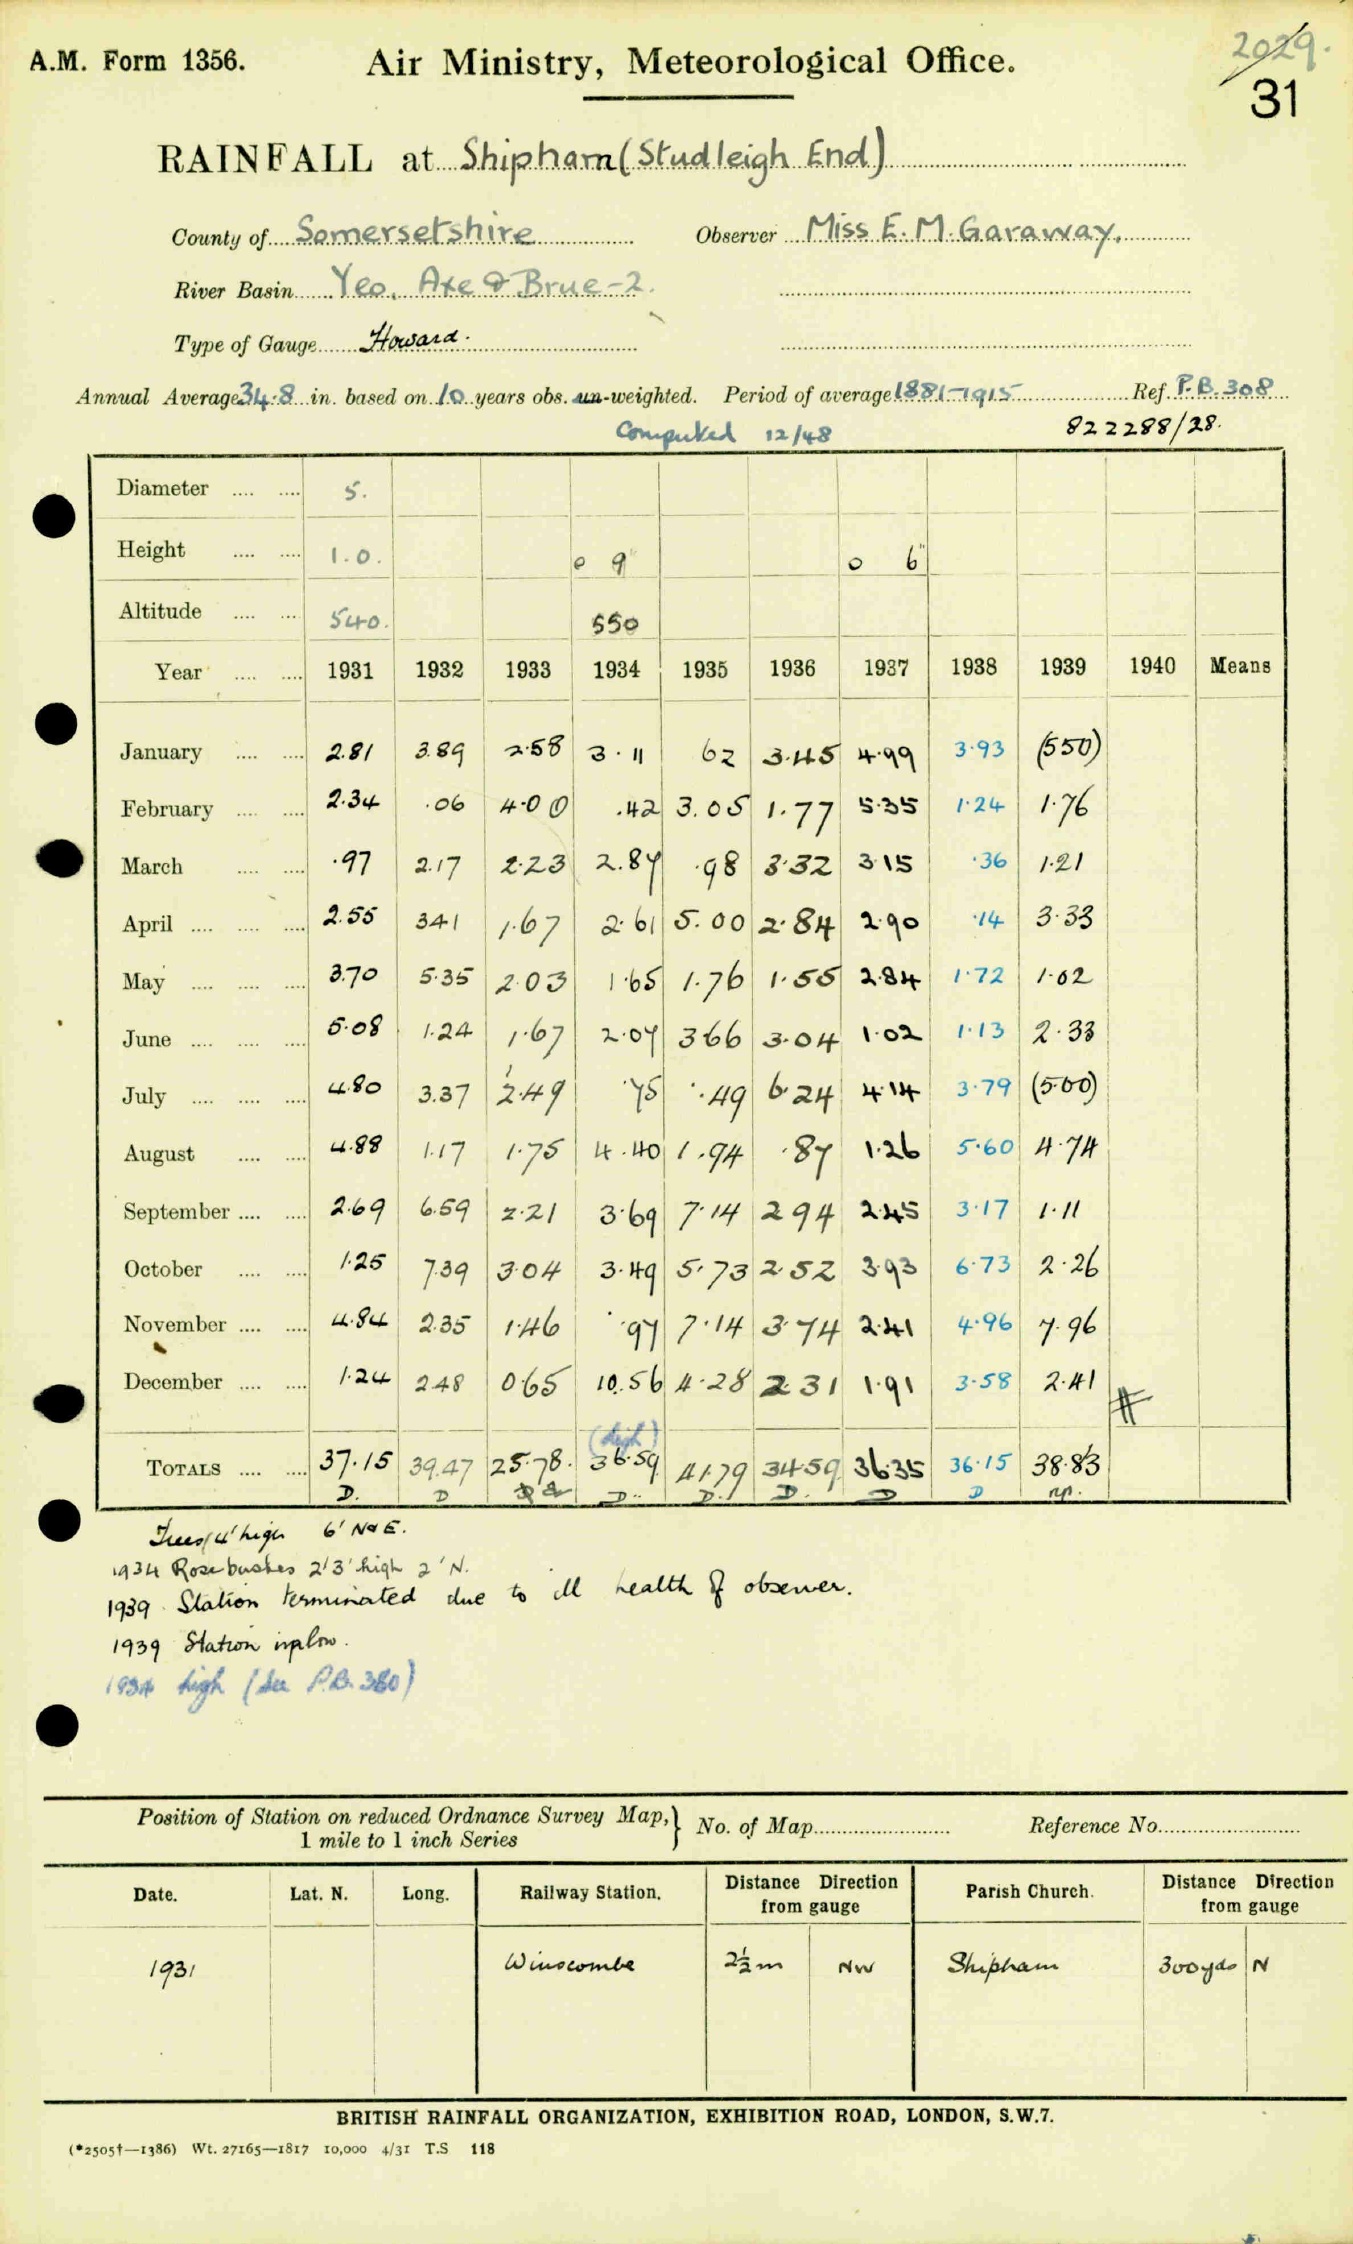 2029.
A.M. Form 1356. Air Ministry, Meteorological Office.
31
RAINFALL at Shipham (Studleigh End)
County of Somersetshire Observer Miss E. M. Garaway.
River Basin Yeo, Axe & Brue-2.
Type of Gauge Howard.
Annual Average 34.8 in. based on 10 years obs. un-weighted. Period of average 1881-1915 Ref. P.B. 308
Computed 12/48 822288/28.
Diameter .... .... 5.
Height .... .... 1.0. 0 9" 0 6"
Altitude .... .... 540. 550
Year .... .... 1931 1932 1933 1934 1935 1936 1937 1938 1939 1940 Means
January .... .... 2.81 3.89 2.58 3.11 62 3.45 4.99 3.93 (550)
February .... .... 2.34 .06 4.00 .42 3.05 1.77 5.35 1.24 1.76
March .... .... .97 2.17 2.23 2.87 .98 3.32 3.15 .36 1.21
April .... .... .... 2.55 341 1.67 2.61 5.00 2.84 2.90 .14 3.33
May .... .... .... 3.70 5.35 2.03 1.65 1.76 1.55 2.84 1.72 1.02
June .... .... .... 5.08 1.24 1.67 2.07 366 3.04 1.02 1.13 2.33
July .... .... .... 4.80 3.37 2.49 .75 .49 6.24 4.14 3.79 (500)
August .... .... 4.88 1.17 1.75 4.40 1.94 .87 1.26 5.60 4.74
September .... .... 2.69 6.59 2.21 3.69 7.14 2.94 2.45 3.17 1.11
October .... .... 1.25 7.39 3.04 3.49 5.73 2.52 3.93 6.73 2.26
November .... .... 4.84 2.35 1.46 .97 7.14 3.74 2.41 4.96 7.96
December .... .... 1.24 2.48 0.65 10.56 4.28 2.31 1.91 3.58 2.41
(high)
TOTALS .... .... 37.15 39.47 25.78. 36.59 41.79 34.59 36.35 36.15 38.83
D. D D. D. D. D D np.
Trees 4' high 6' N & E.
1934 Rose bushes 2'3' high 2' N.
1939 Station terminated due to ill health of observer.
1939 Station inplow.
1934 high (See P.B. 380)
Position of Station on reduced Ordnance Survey Map,} No. of Map Reference No.
1 mile to 1 inch Series
Date. Lat. N. Long. Railway Station. Distance Direction from gauge Parish Church. Distance Direction from gauge
1931 Winscombe 2½ m NW Shipham 300 yds N
BRITISH RAINFALL ORGANIZATION, EXHIBITION ROAD, LONDON, S.W.7.
(*2505†—1386) Wt. 27165—1817 10,000 4/31 T.S 118